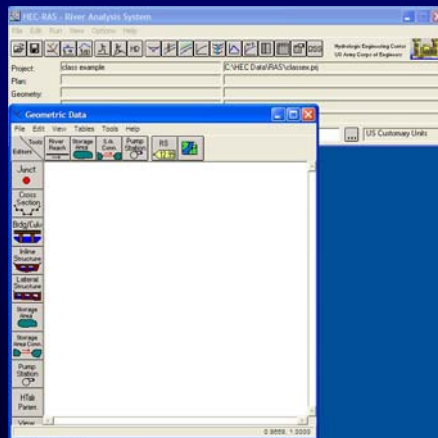 HEC-RAS - River Analysis System
File Edit Run View Options Help
Hydrologic Engineering Center
US Army Corps of Engineers
Project: class example C:\HEC Data\RAS\classex.prj
Plan:
Geometry:
US Customary Units
Geometric Data
File Edit View Tables Tools Help
Tools
Editors
River Reach
Storage Area
S.A. Conn.
Pump Station
RS
Junct.
Cross Section
Brdg/Culv
Inline Structure
Lateral Structure
Storage Area
Storage Area Conn.
Pump Station
HTab Param.
View